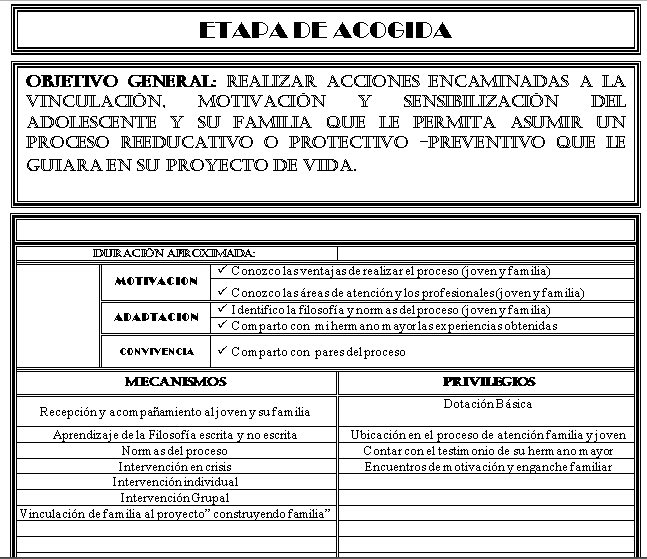 ETAPA DE ACOGIDA
OBJETIVO GENERAL: REALIZAR ACCIONES ENCAMINADAS A LA
VINCULACIÓN, MOTIVACIÓN Y SENSIBILIZACIÓN DEL
ADOLESCENTE Y SU FAMILIA QUE LE PERMITA ASUMIR UN
PROCESO REEDUCATIVO O PROTECTIVO –PREVENTIVO QUE LE
GUIARA EN SU PROYECTO DE VIDA.
DURACIÓN APROXIMADA:
MOTIVACION
✓ Conozco las ventajas de realizar el proceso (joven y familia)
✓ Conozco las áreas de atención y los profesionales (joven y familia)
ADAPTACION
✓ Identifico la filosofía y normas del proceso (joven y familia)
✓ Comparto con mi hermano mayor las experiencias obtenidas
CONVIVENCIA
✓ Comparto con pares del proceso
MECANISMOS PRIVILEGIOS
Recepción y acompañamiento al joven y su familia Dotación Básica
Aprendizaje de la Filosofía escrita y no escrita Ubicación en el proceso de atención familia y joven
Normas del proceso Contar con el testimonio de su hermano mayor
Intervención en crisis Encuentros de motivación y enganche familiar
Intervención individual
Intervención Grupal
Vinculación de familia al proyecto" construyendo familia"